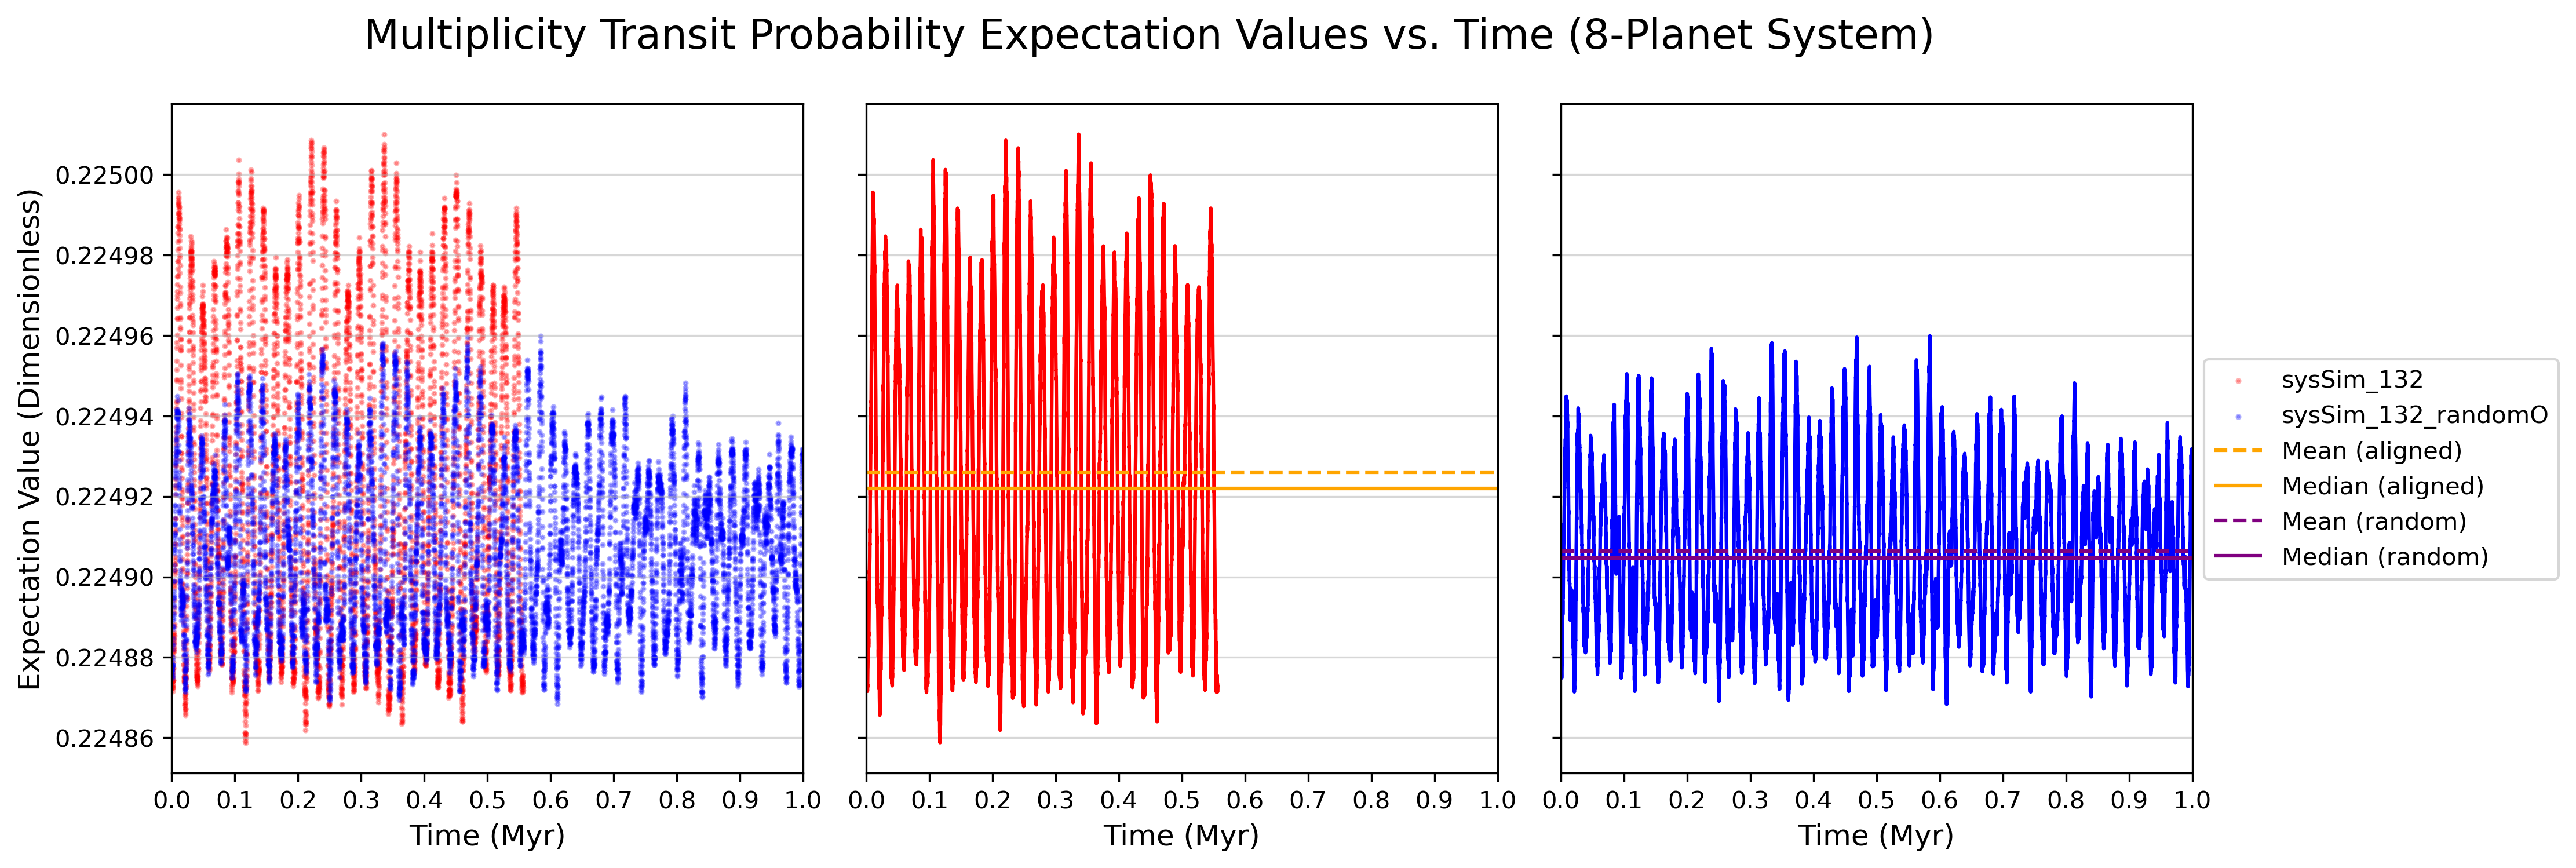 Multiplicity Transit Probability Expectation Values vs. Time (8-Planet System)
Expectation Value (Dimensionless)
0.22500
0.22498
0.22496
0.22494
0.22492
0.22490
0.22488
0.22486
0.0 0.1 0.2 0.3 0.4 0.5 0.6 0.7 0.8 0.9 1.0
Time (Myr)
0.0 0.1 0.2 0.3 0.4 0.5 0.6 0.7 0.8 0.9 1.0
Time (Myr)
0.0 0.1 0.2 0.3 0.4 0.5 0.6 0.7 0.8 0.9 1.0
Time (Myr)
sysSim_132
sysSim_132_randomO
Mean (aligned)
Median (aligned)
Mean (random)
Median (random)